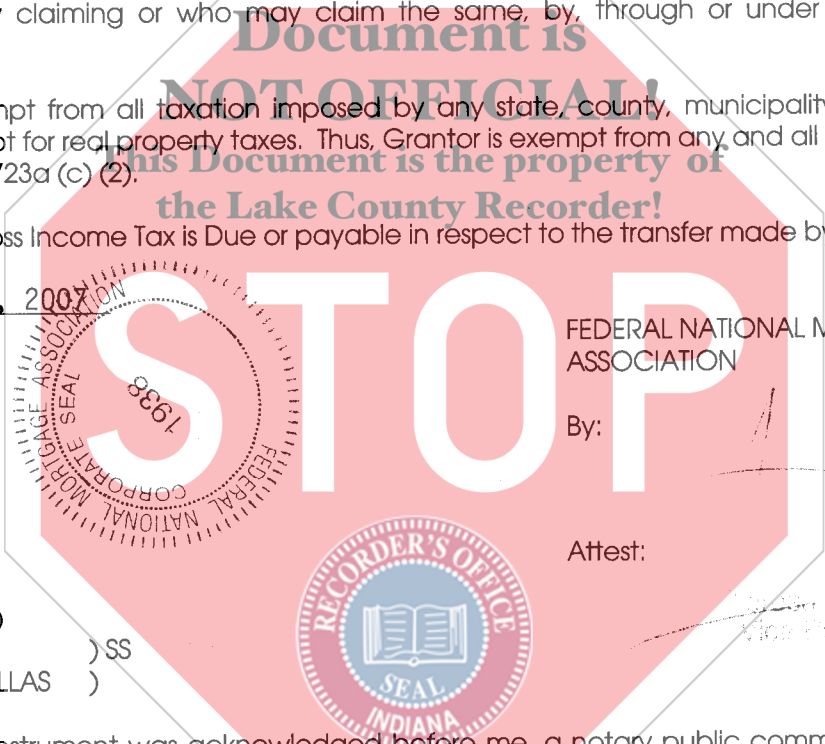 claiming or who may claim the same, by, through or under
Document is
NOT OFFICIAL!
mpt from all taxation imposed by any state, county, municipality
pt for real property taxes. Thus, Grantor is exempt from any and all
This Document is the property of
723a (c) (2).
the Lake County Recorder!
oss Income Tax is Due or payable in respect to the transfer made by
2007
STOP
FEDERAL NATIONAL MORTGAGE ASSOCIATION
CORPORATE SEAL
1938
FEDERAL NATIONAL M
ASSOCIATION
By:
Attest:
RECORDER'S OFFICE
SEAL
INDIANA
)
) SS
LLAS )
nstrument was acknowledged before me, a notary public comm